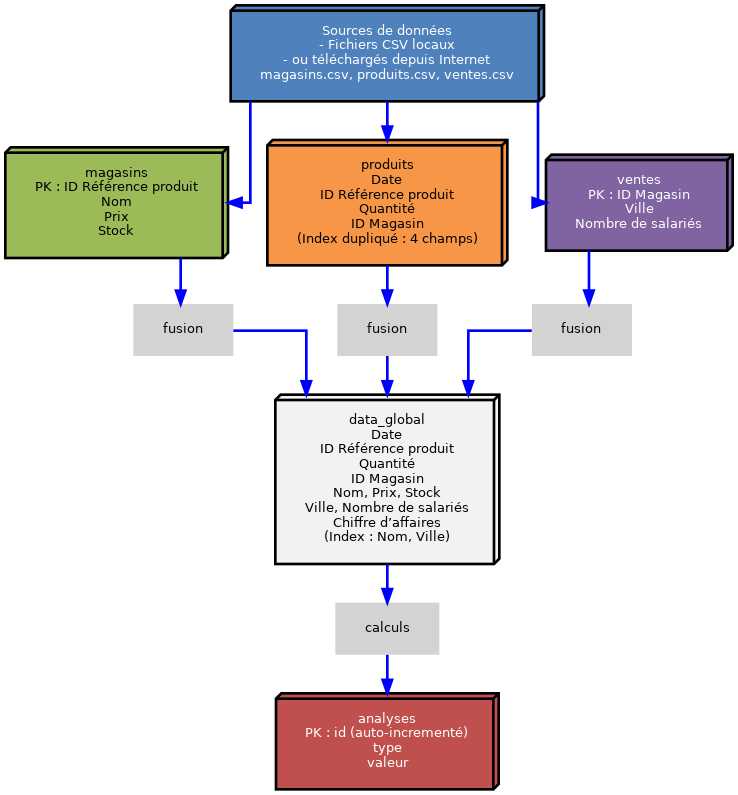 Sources de données
- Fichiers CSV locaux
- ou téléchargés depuis Internet
magasins.csv, produits.csv, ventes.csv
magasins
PK : ID Référence produit
Nom
Prix
Stock
produits
Date
ID Référence produit
Quantité
ID Magasin
(Index dupliqué : 4 champs)
ventes
PK : ID Magasin
Ville
Nombre de salariés
fusion
fusion
fusion
data_global
Date
ID Référence produit
Quantité
ID Magasin
Nom, Prix, Stock
Ville, Nombre de salariés
Chiffre d’affaires
(Index : Nom, Ville)
calculs
analyses
PK : id (auto-incrementé)
type
valeur